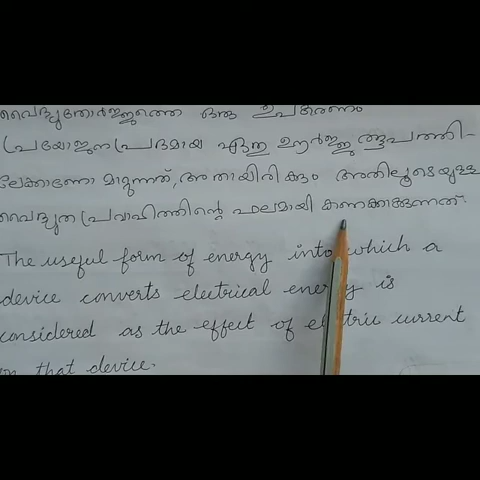 വൈദ്യുതോർജ്ജത്തെ ഒരു ഉപകരണം
പ്രയോജനപ്രദമായ ഏതു ഊർജ്ജരൂപത്തി-
ലേക്കാണോ മാറ്റുന്നത്, അതായിരിക്കും അതിലൂടെയുള്ള
വൈദ്യുത പ്രവാഹത്തിന്റെ ഫലമായി കണക്കാക്കുന്നത്.
The useful form of energy into which a
device converts electrical energy is
considered as the effect of electric current
on that device.